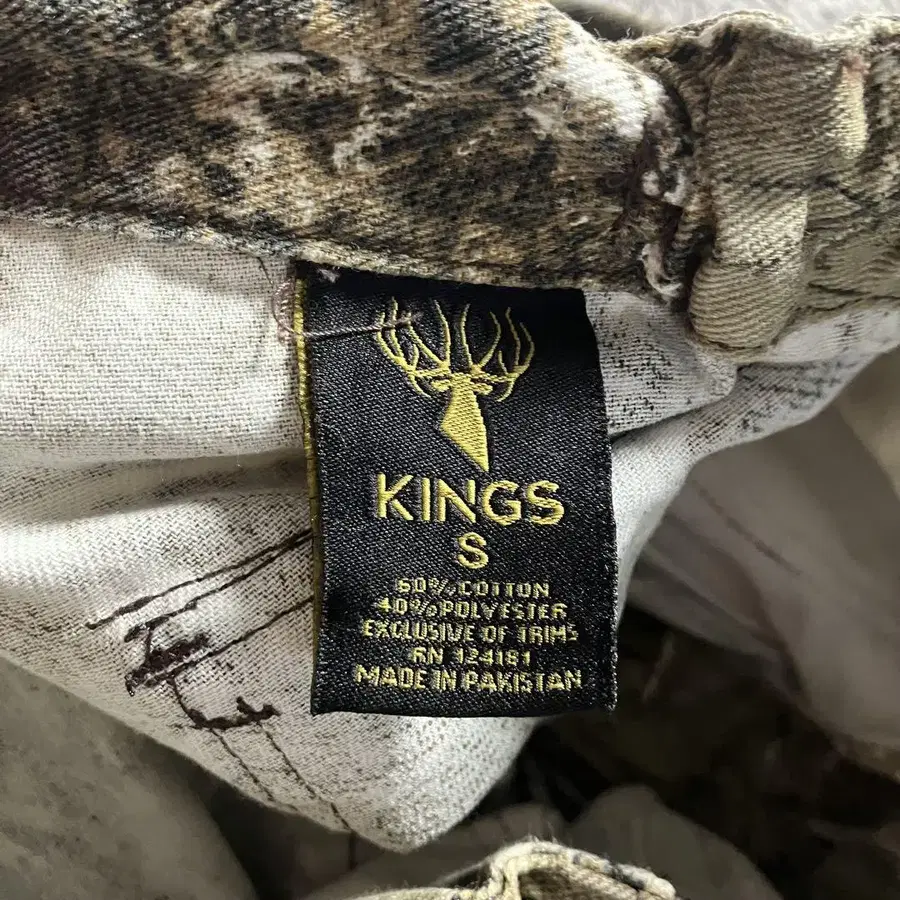 KINGS
S
60% COTTON
40% POLYESTER
EXCLUSIVE OF TRIMS
RN 124181
MADE IN PAKISTAN